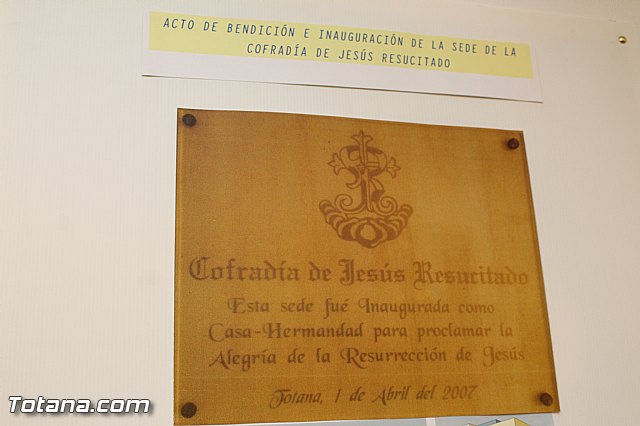 ACTO DE BENDICIÓN E INAUGURACIÓN DE LA SEDE DE LA
COFRADÍA DE JESÚS RESUCITADO
Cofradía de Jesús Resucitado
Esta sede fué Inaugurada como
Casa-Hermandad para proclamar la
Alegría de la Resurrección de Jesús
Totana, 1 de Abril del 2007
Totana.com